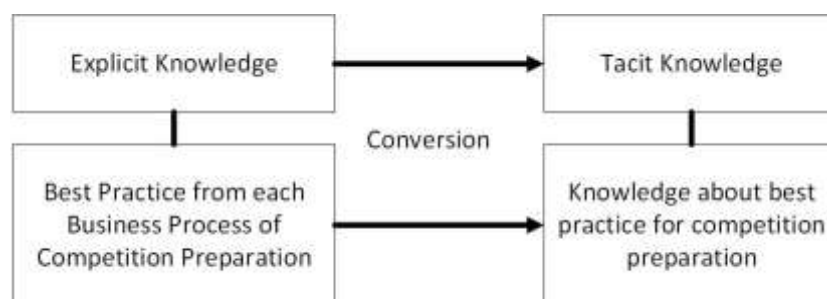 Explicit Knowledge
Tacit Knowledge
Conversion
Best Practice from each
Business Process of
Competition Preparation
Knowledge about best
practice for competition
preparation